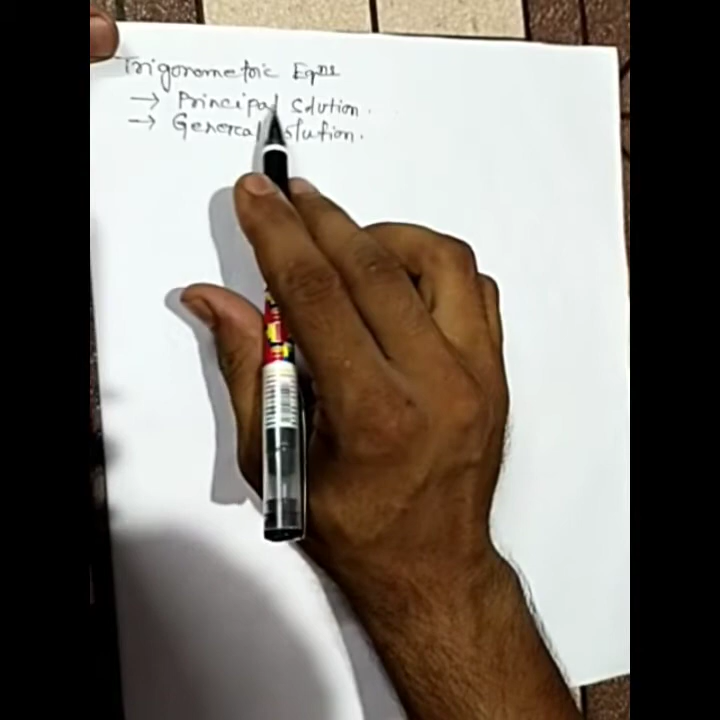 Trigonometric Eqns
→ Principal Solution.
→ General Solution.